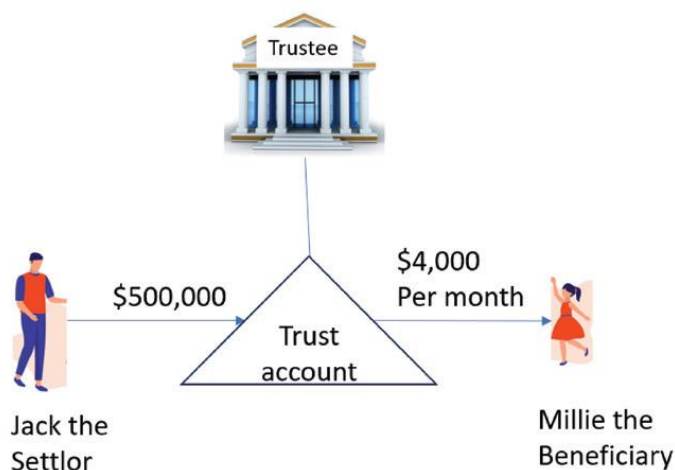 Trustee
$500,000
$4,000
Per month
Trust
account
Jack the
Settlor
Millie the
Beneficiary